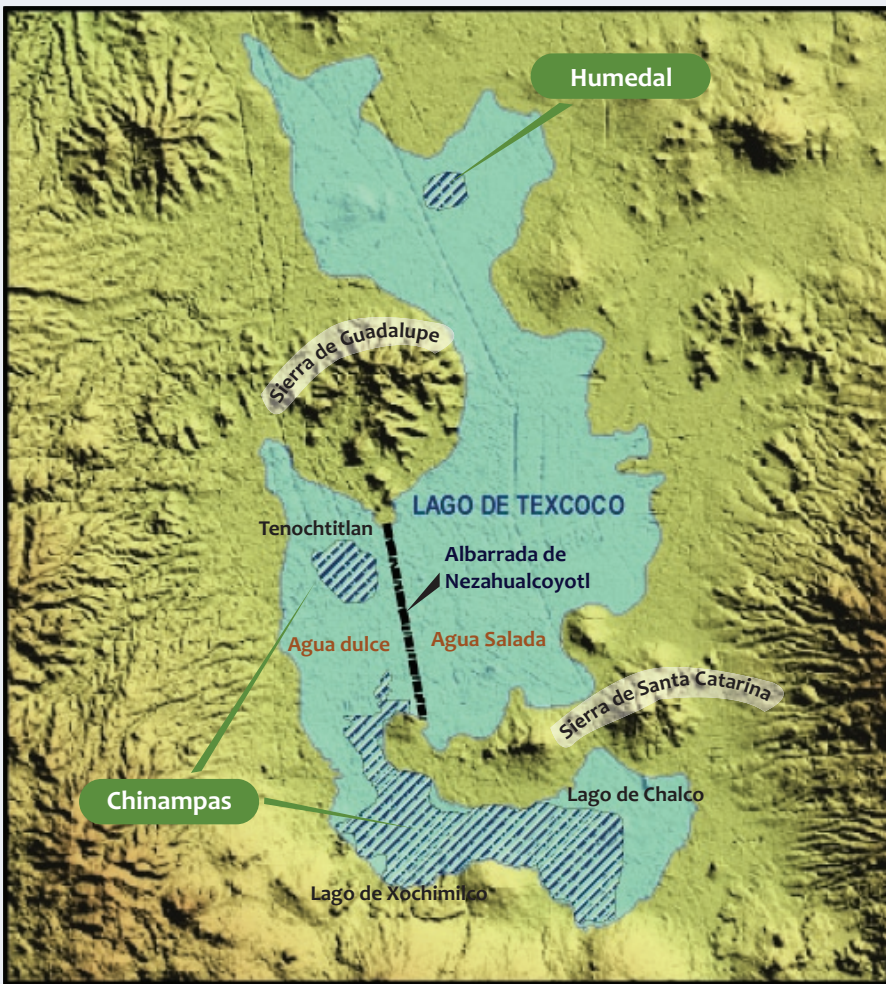 Humedal
Sierra de Guadalupe
LAGO DE TEXCOCO
Tenochtitlan
Albarrada de
Nezahualcoyotl
Agua dulce
Agua Salada
Sierra de Santa Catarina
Chinampas
Lago de Chalco
Lago de Xochimilco